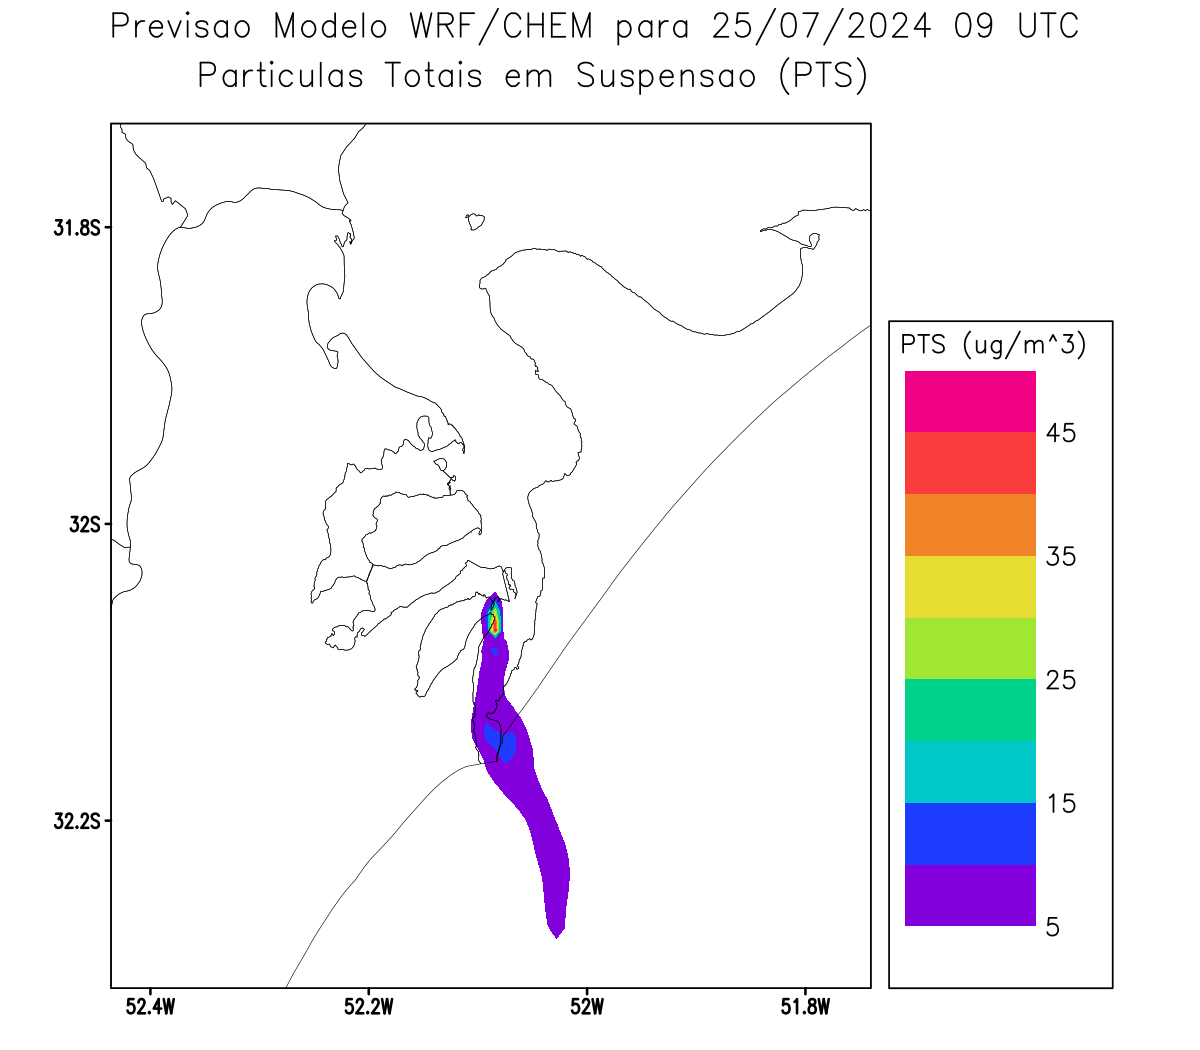 Previsao Modelo WRF/CHEM para 25/07/2024 09 UTC
Particulas Totais em Suspensao (PTS)
31.8S
32S
32.2S
52.4W
52.2W
52W
51.8W
PTS (ug/m^3)
45
35
25
15
5